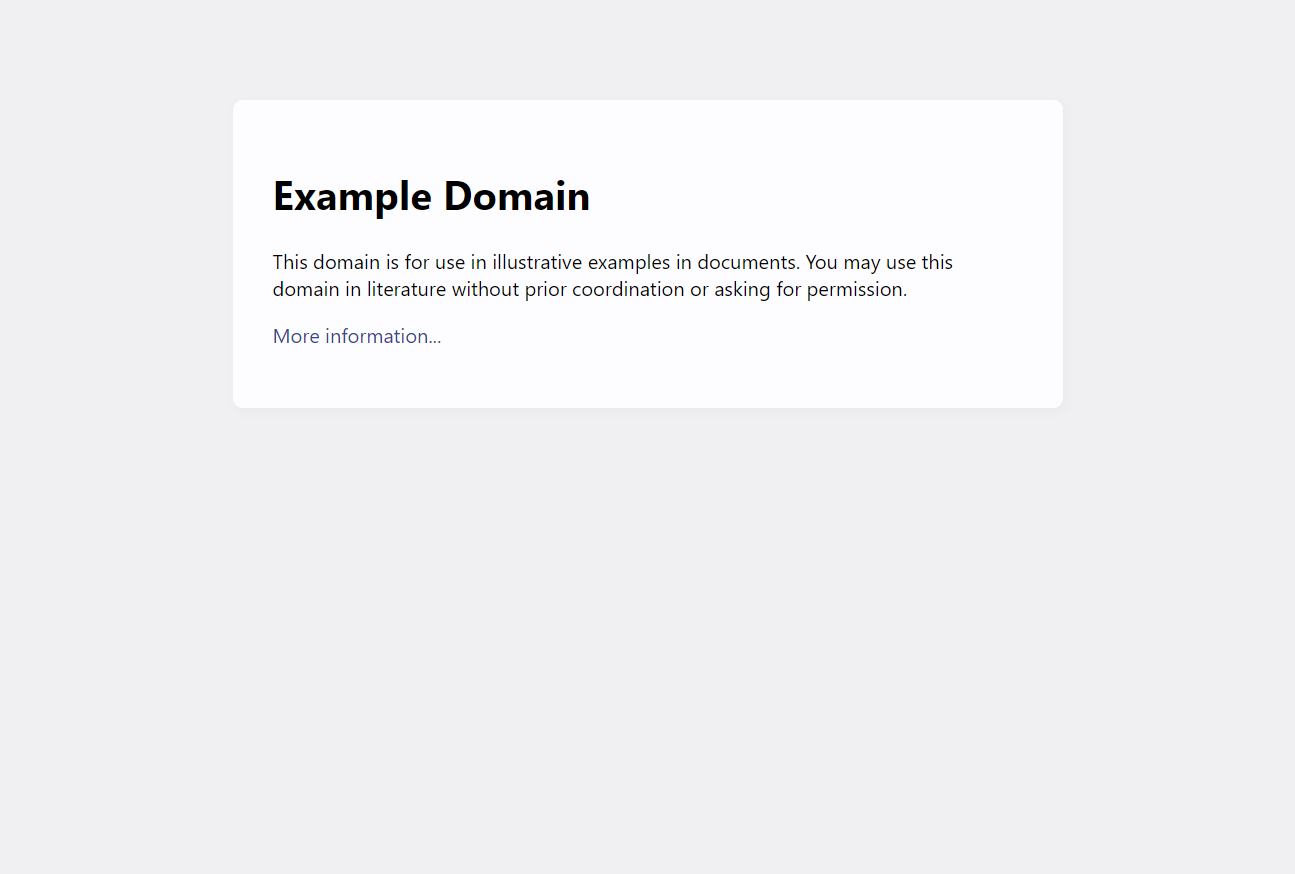 Example Domain
This domain is for use in illustrative examples in documents. You may use this
domain in literature without prior coordination or asking for permission.
More information...